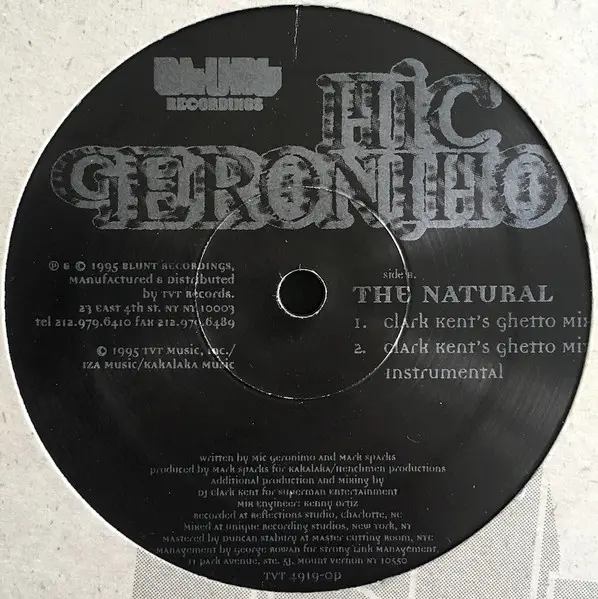 BLUNT
RECORDINGS
MIC
GERONIMO
℗ & © 1995 BLUNT RECORDINGS,
MANUFACTURED & DISTRIBUTED
BY TVT RECORDS.
23 EAST 4TH ST. NY NY 10003
TEL 212.979.6410 FAX 212.979.6489
© 1995 TVT MUSIC, INC./
IZA MUSIC/KAKALAKA MUSIC
side B.
THE NATURAL
1. Clark Kent's Ghetto Mix
2. Clark Kent's Ghetto Mix
Instrumental
written by Mic Geronimo and Mark Sparks
produced by Mark Sparks for Kakalaka/Henchmen Productions
additional production and mixing by
DJ Clark Kent for Superman Entertainment
Mix Engineer: Kenny Ortiz
Recorded at Reflections Studio, Charlotte, NC
Mixed at Unique Recording Studios, New York, NY
Mastered by Duncan Stabury at Master Cutting Room, NYC
Management by George Rowan for Strong Link Management,
11 Park Avenue, Ste. 5J, Mount Vernon NY 10550
TVT 4919-0P